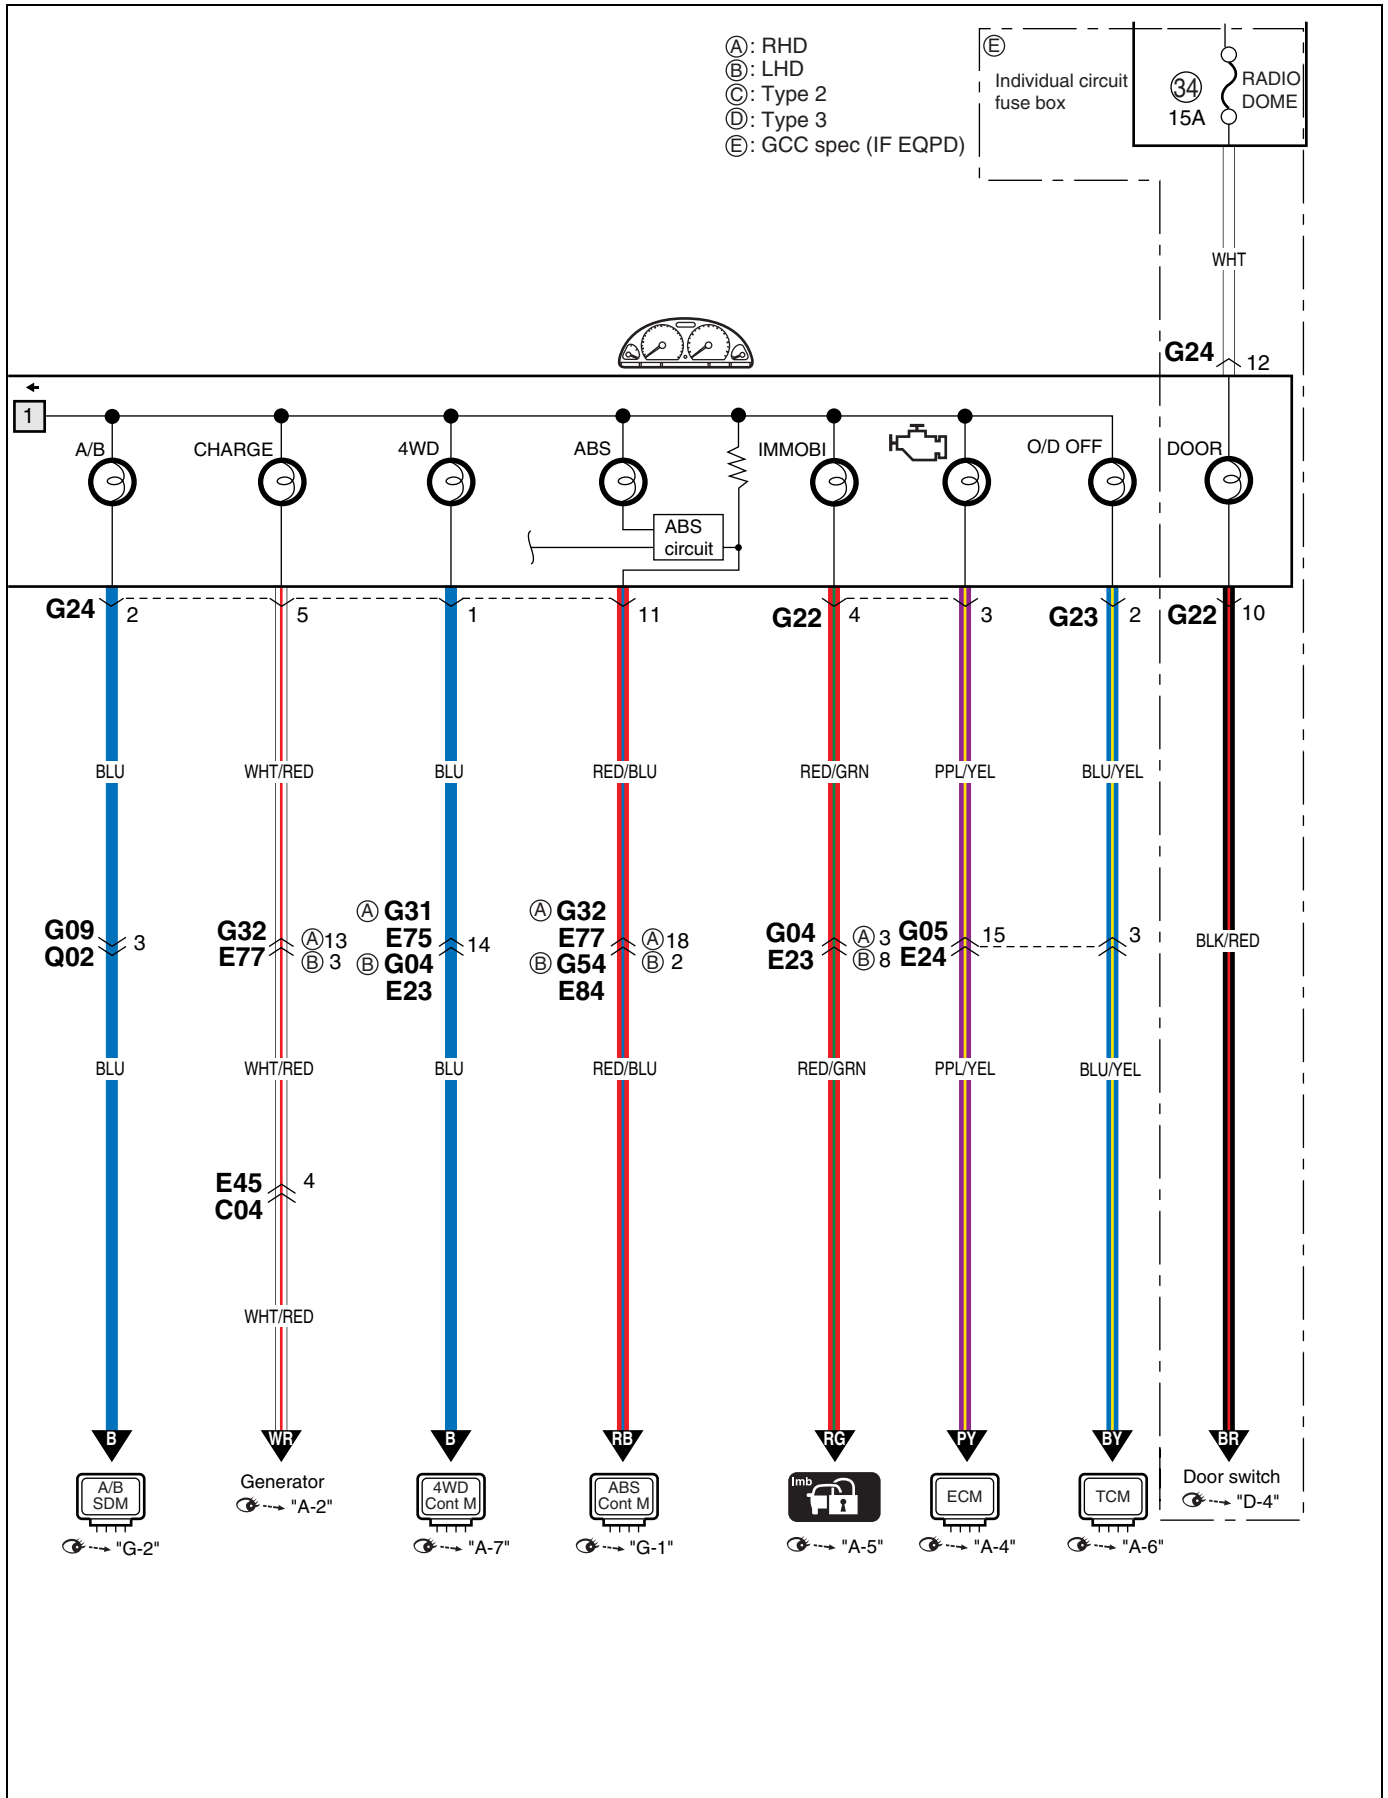 Ⓐ: RHD
Ⓑ: LHD
Ⓒ: Type 2
Ⓓ: Type 3
Ⓔ: GCC spec (IF EQPD)
Ⓔ
Individual circuit
fuse box
34
15A
RADIO
DOME
WHT
G24 12
1
A/B CHARGE 4WD ABS IMMOBI O/D OFF DOOR
ABS
circuit
G24 2 5 1 11 G22 4 3 G23 2 G22 10
BLU WHT/RED BLU RED/BLU RED/GRN PPL/YEL BLU/YEL
G09
Q02
3
G32
E77
Ⓐ13
Ⓑ 3
Ⓐ G31
E75
Ⓑ G04
E23
14
Ⓐ G32
E77
Ⓑ G54
E84
Ⓐ18
Ⓑ 2
G04
E23
Ⓐ 3
Ⓑ 8
G05
E24
15
3
BLK/RED
BLU WHT/RED BLU RED/BLU RED/GRN PPL/YEL BLU/YEL
E45
C04
4
WHT/RED
B WR B RB RG PY BY BR
A/B
SDM
"G-2"
Generator
"A-2"
4WD
Cont M
"A-7"
ABS
Cont M
"G-1"
Imb
"A-5"
ECM
"A-4"
TCM
"A-6"
Door switch
"D-4"